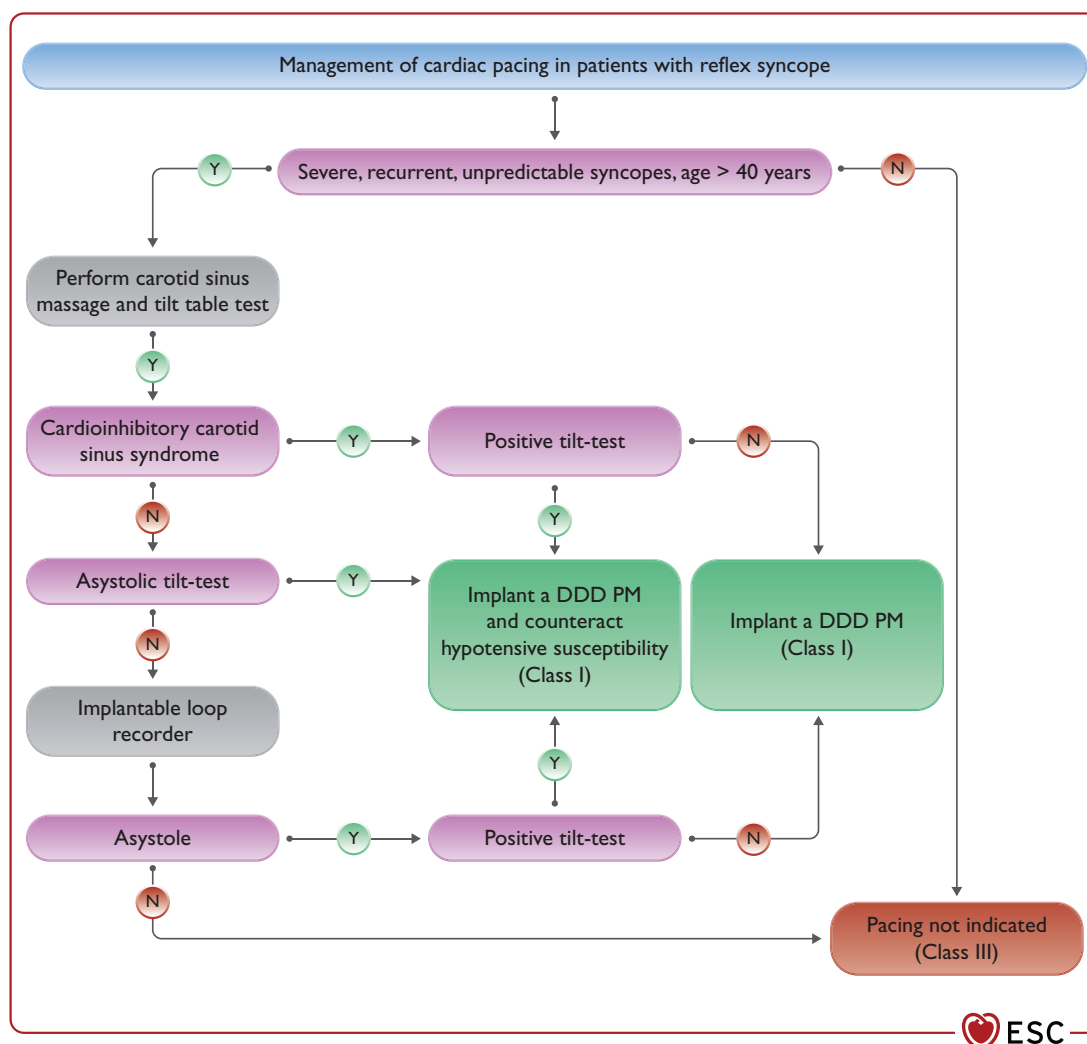 Management of cardiac pacing in patients with reflex syncope
Y
Severe, recurrent, unpredictable syncopes, age > 40 years
N
Perform carotid sinus
massage and tilt table test
Y
Cardioinhibitory carotid
sinus syndrome
Y
Positive tilt-test
N
N
Y
Asystolic tilt-test
Y
Implant a DDD PM
and counteract
hypotensive susceptibility
(Class I)
Implant a DDD PM
(Class I)
N
Implantable loop
recorder
Y
Asystole
Y
Positive tilt-test
N
N
Pacing not indicated
(Class III)
ESC